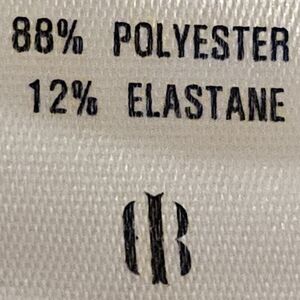 88% POLYESTER
12% ELASTANE